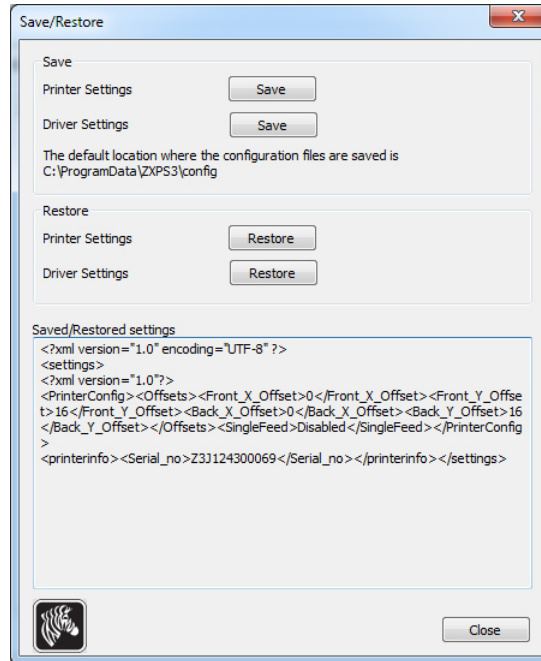 Save/Restore
Save
Printer Settings
Save
Driver Settings
Save
The default location where the configuration files are saved is
C:\ProgramData\ZXPS3\config
Restore
Printer Settings
Restore
Driver Settings
Restore
Saved/Restored settings
<?xml version="1.0" encoding="UTF-8" ?>
<settings>
<?xml version="1.0"?>
<PrinterConfig><Offsets><Front_X_Offset>0</Front_X_Offset><Front_Y_Offse
t>16</Front_Y_Offset><Back_X_Offset>0</Back_X_Offset><Back_Y_Offset>16
</Back_Y_Offset></Offsets><SingleFeed>Disabled</SingleFeed></PrinterConfig
>
<printerinfo><Serial_no>Z3J124300069</Serial_no></printerinfo></settings>
Close